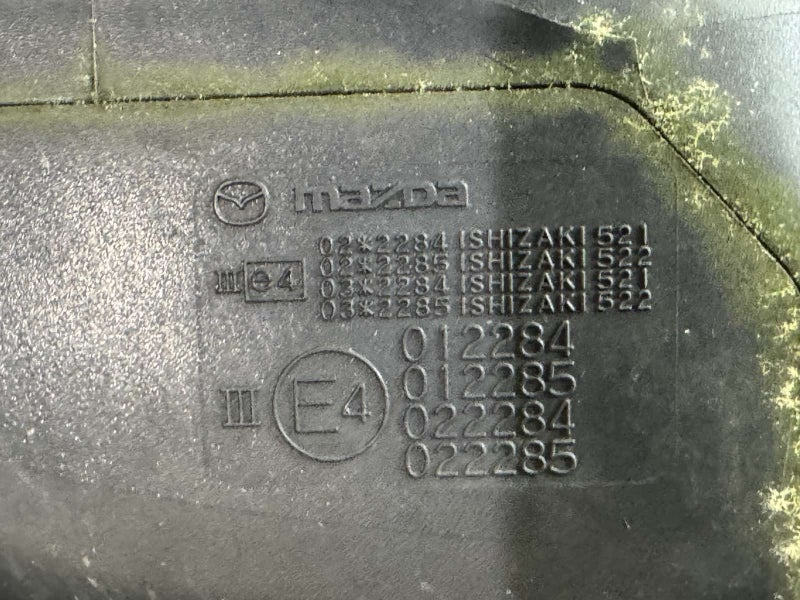 mazda
02*2284 ISHIZAKI 521
02*2285 ISHIZAKI 522
III e4 03*2284 ISHIZAKI 521
03*2285 ISHIZAKI 522
012284
012285
III E4 022284
022285